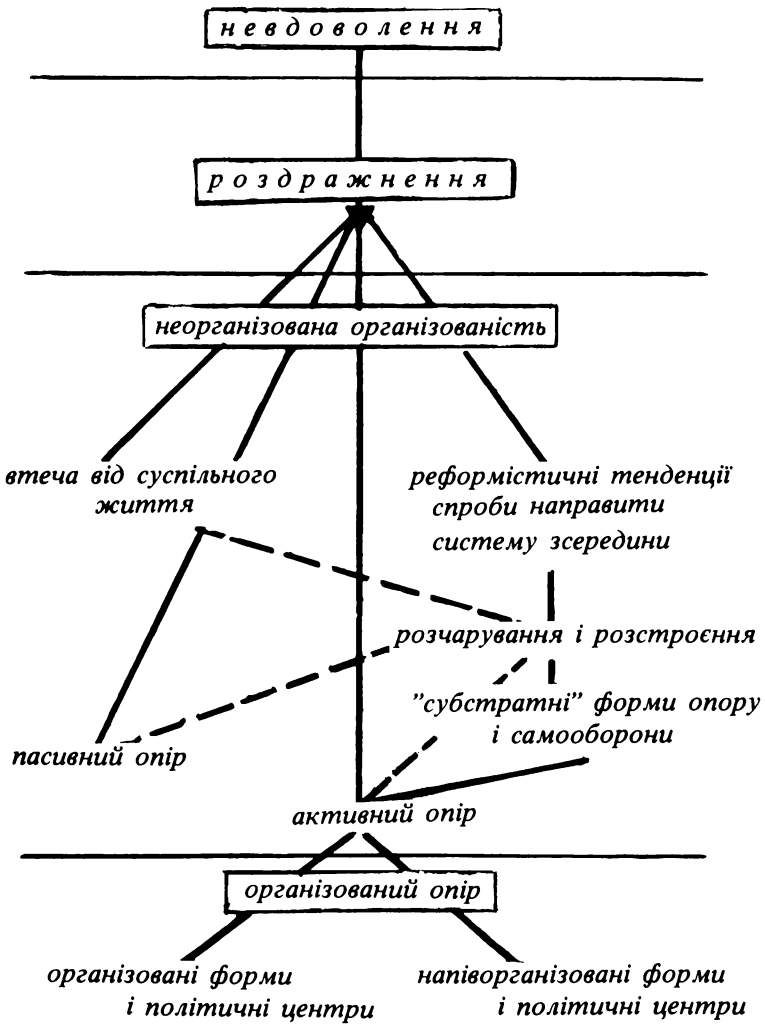 невдоволення
роздражнення
неорганізована організованість
втеча від суспільного
життя
реформістичні тенденції
спроби направити
систему зсередини
розчарування і розстроєння
"субстратні" форми опору
і самооборони
пасивний опір
активний опір
організований опір
організовані форми
і політичні центри
напіворганізовані форми
і політичні центри